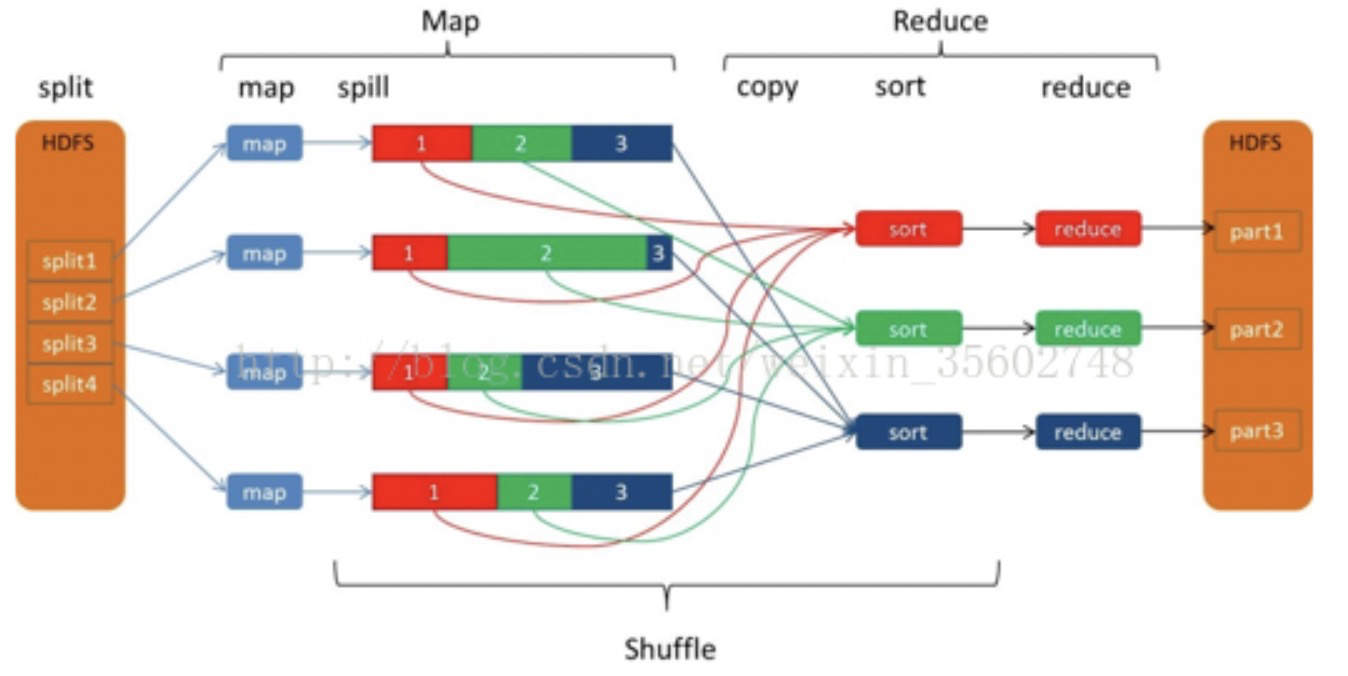 Map Reduce
split map spill copy sort reduce
HDFS map 1 2 3 HDFS
sort reduce part1
split1 map 1 2 3
split2
split3 sort reduce part2
http://blog.csdn.net/weixin_35602748
split4 map 1 2 3
sort reduce part3
map 1 2 3
Shuffle